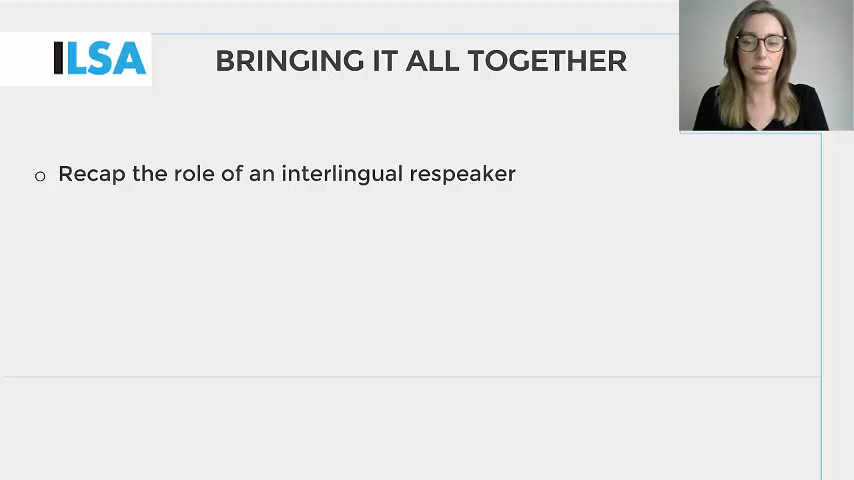 ILSA
BRINGING IT ALL TOGETHER
Recap the role of an interlingual respeaker